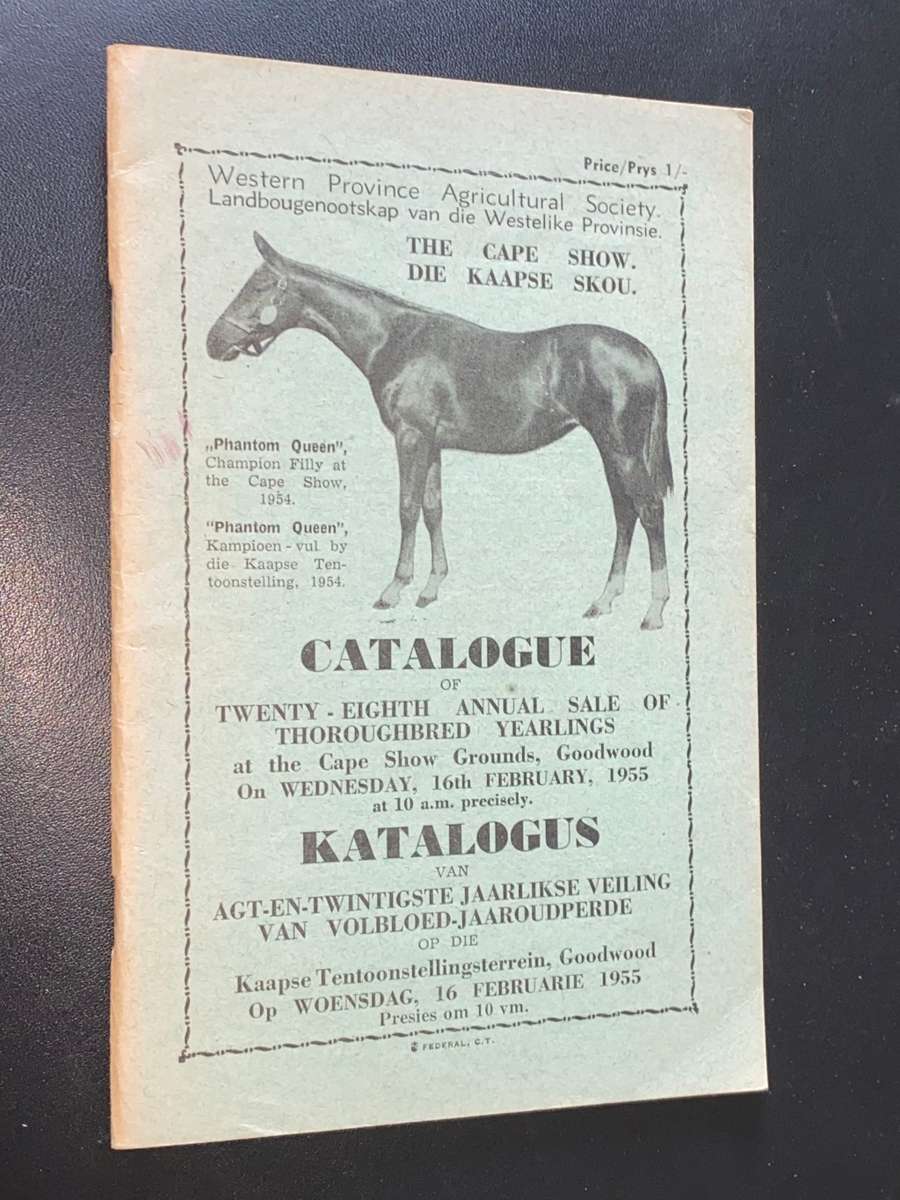 Price/Prys 1/-
Western Province Agricultural Society.
Landbougenootskap van die Westelike Provinsie.
THE CAPE SHOW.
DIE KAAPSE SKOU.
„Phantom Queen",
Champion Filly at
the Cape Show,
1954.
"Phantom Queen",
Kampioen - vul by
die Kaapse Ten-
toonstelling, 1954.
CATALOGUE
OF
TWENTY - EIGHTH ANNUAL SALE OF
THOROUGHBRED YEARLINGS
at the Cape Show Grounds, Goodwood
On WEDNESDAY, 16th FEBRUARY, 1955
at 10 a.m. precisely.
KATALOGUS
VAN
AGT-EN-TWINTIGSTE JAARLIKSE VEILING
VAN VOLBLOED-JAAROUDPERDE
OP DIE
Kaapse Tentoonstellingsterrein, Goodwood
Op WOENSDAG, 16 FEBRUARIE 1955
Presies om 10 vm.
FEDERAL, C.T.